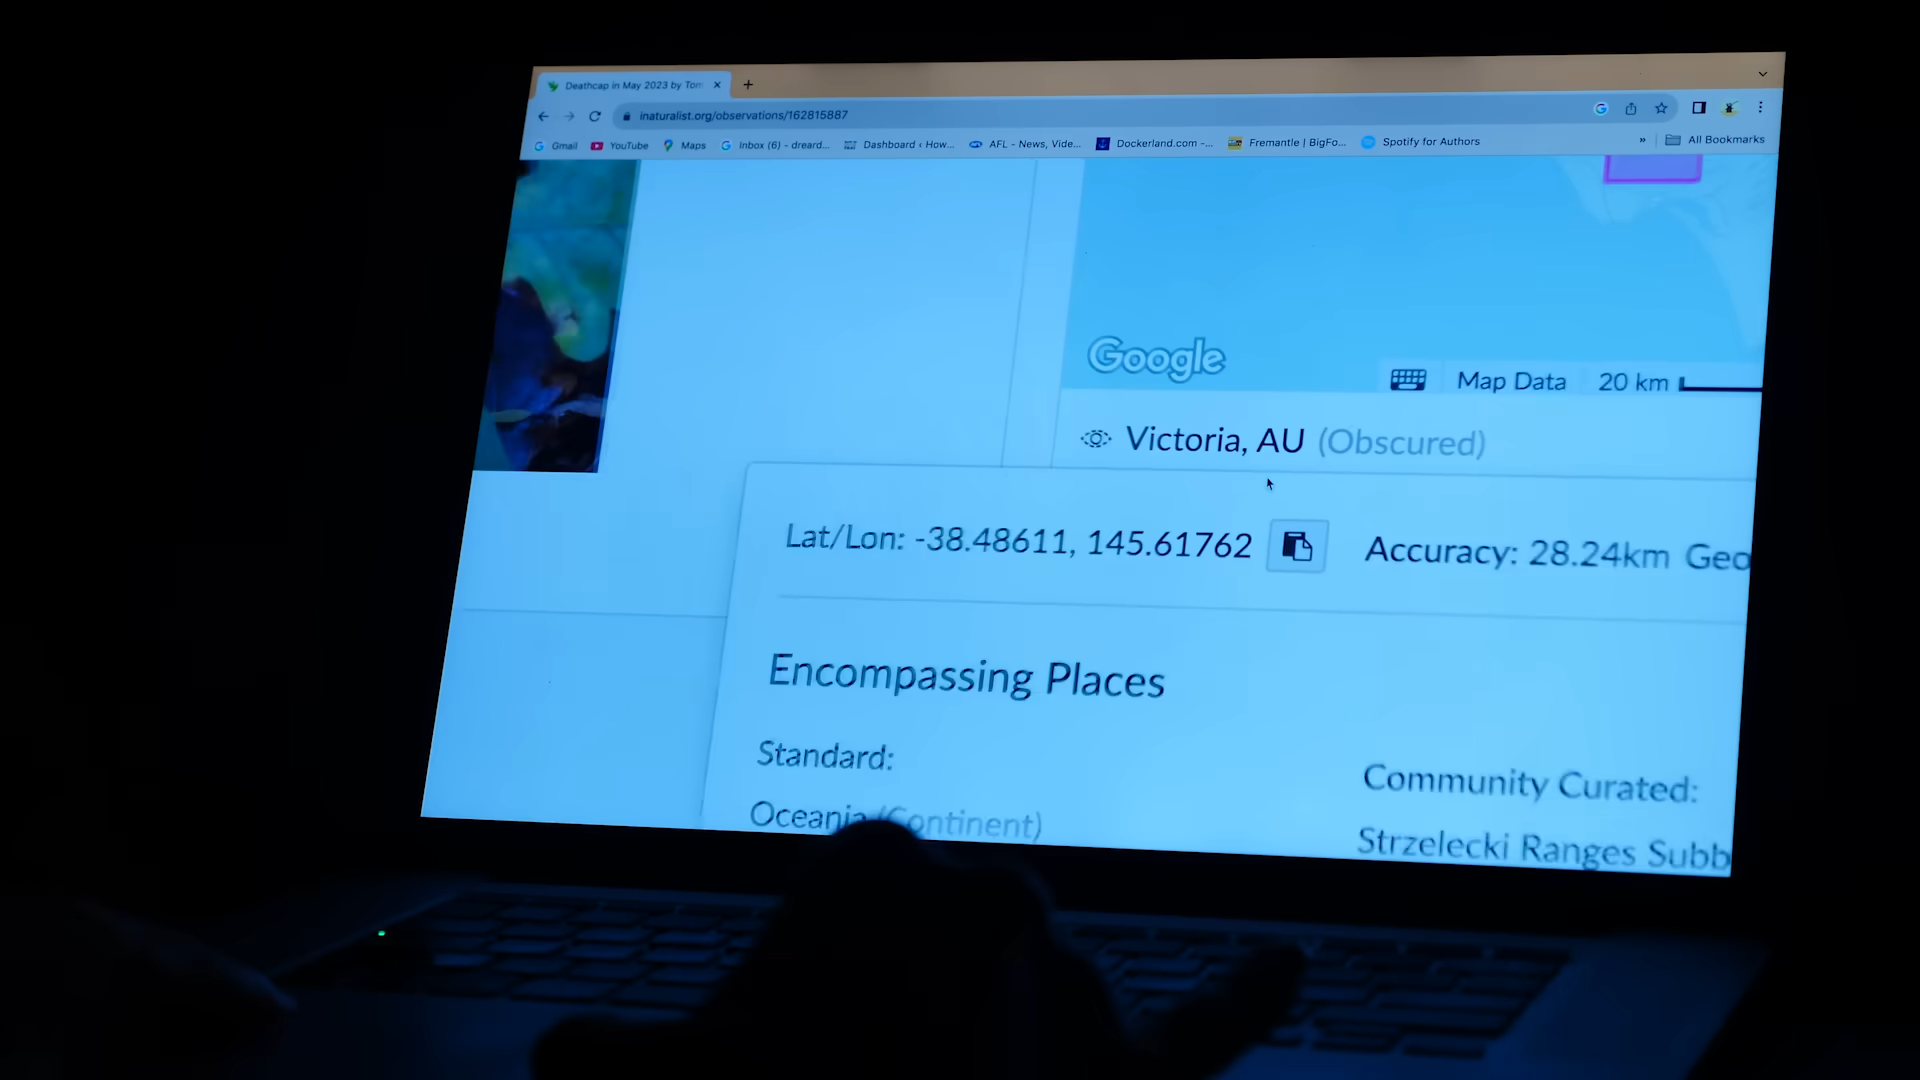 Deathcap in May 2023 by Tom
inaturalist.org/observations/162815887
Gmail YouTube Maps Inbox (6) - dreard... Dashboard ‹ How... AFL - News, Vide... Dockerland.com -... Fremantle | BigFo... Spotify for Authors » All Bookmarks
Google
Map Data 20 km
Victoria, AU (Obscured)
Lat/Lon: -38.48611, 145.61762 Accuracy: 28.24km Geo
Encompassing Places
Standard:
Community Curated:
Oceania (Continent)
Strzelecki Ranges Subb